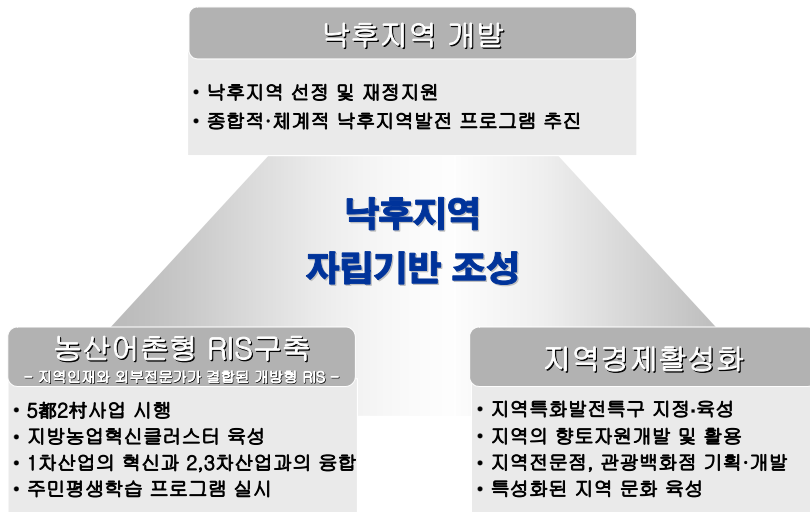 낙후지역 개발
• 낙후지역 선정 및 재정지원
• 종합적·체계적 낙후지역발전 프로그램 추진
낙후지역
자립기반 조성
농산어촌형 RIS구축
- 지역인재와 외부전문가가 결합된 개방형 RIS -
• 5都2村사업 시행
• 지방농업혁신클러스터 육성
• 1차산업의 혁신과 2,3차산업과의 융합
• 주민평생학습 프로그램 실시
지역경제활성화
• 지역특화발전특구 지정·육성
• 지역의 향토자원개발 및 활용
• 지역전문점, 관광백화점 기획·개발
• 특성화된 지역 문화 육성